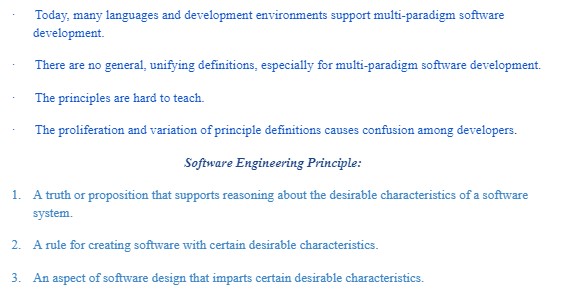 · Today, many languages and development environments support multi-paradigm software
development.
· There are no general, unifying definitions, especially for multi-paradigm software development.
· The principles are hard to teach.
· The proliferation and variation of principle definitions causes confusion among developers.
Software Engineering Principle:
1. A truth or proposition that supports reasoning about the desirable characteristics of a software
system.
2. A rule for creating software with certain desirable characteristics.
3. An aspect of software design that imparts certain desirable characteristics.